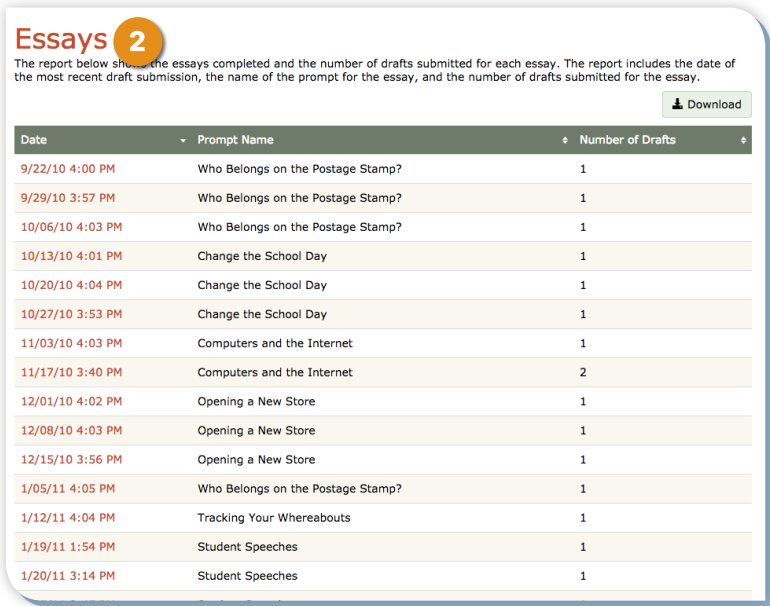 Essays 2
The report below shows the essays completed and the number of drafts submitted for each essay. The report includes the date of
the most recent draft submission, the name of the prompt for the essay, and the number of drafts submitted for the essay.
Download
Date Prompt Name Number of Drafts
9/22/10 4:00 PM Who Belongs on the Postage Stamp? 1
9/29/10 3:57 PM Who Belongs on the Postage Stamp? 1
10/06/10 4:03 PM Who Belongs on the Postage Stamp? 1
10/13/10 4:01 PM Change the School Day 1
10/20/10 4:04 PM Change the School Day 1
10/27/10 3:53 PM Change the School Day 1
11/03/10 4:03 PM Computers and the Internet 1
11/17/10 3:40 PM Computers and the Internet 2
12/01/10 4:02 PM Opening a New Store 1
12/08/10 4:03 PM Opening a New Store 1
12/15/10 3:56 PM Opening a New Store 1
1/05/11 4:05 PM Who Belongs on the Postage Stamp? 1
1/12/11 4:04 PM Tracking Your Whereabouts 1
1/19/11 1:54 PM Student Speeches 1
1/20/11 3:14 PM Student Speeches 1